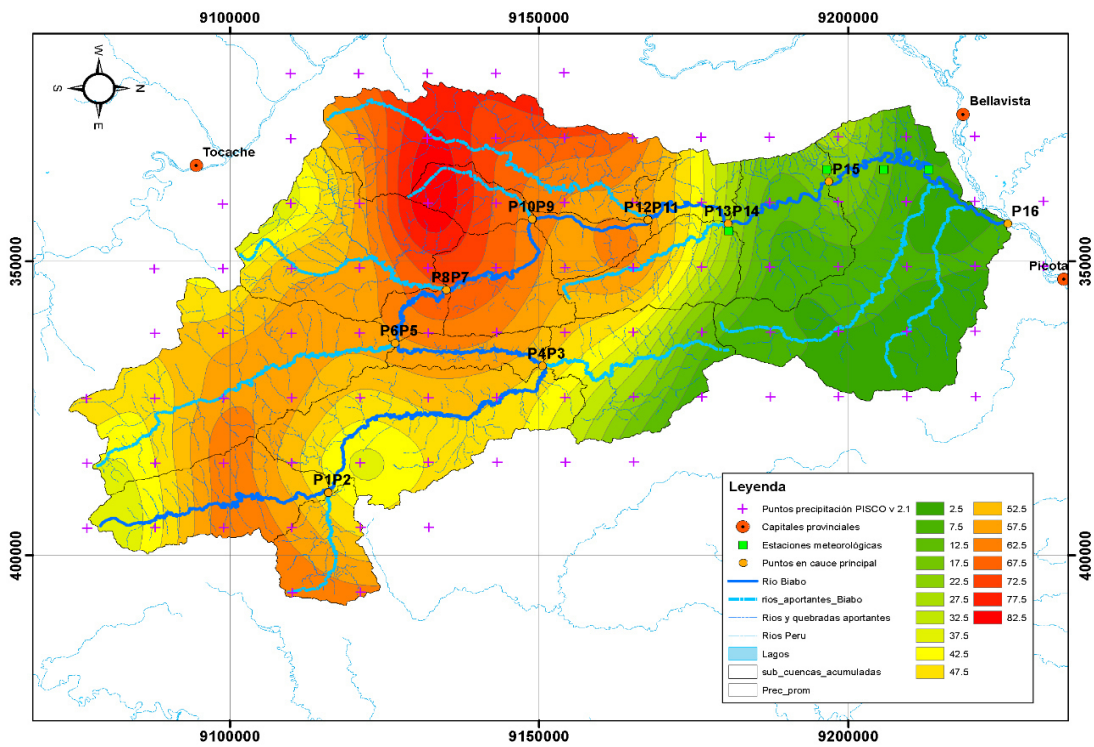 9100000
9150000
9200000
W
S
N
E
Bellavista
Tocache
P15
P10P9
P12P11
P13P14
P16
350000
350000
Picota
P8P7
P6P5
P4P3
P1P2
Leyenda
Puntos precipitación PISCO v 2.1
Capitales provinciales
Estaciones meteorológicas
Puntos en cauce principal
Río Biabo
rios_aportantes_Biabo
Rios y quebradas aportantes
Rios Peru
Lagos
sub_cuencas_acumuladas
Prec_prom
2.5
7.5
12.5
17.5
22.5
27.5
32.5
37.5
42.5
47.5
52.5
57.5
62.5
67.5
72.5
77.5
82.5
400000
400000
9100000
9150000
9200000